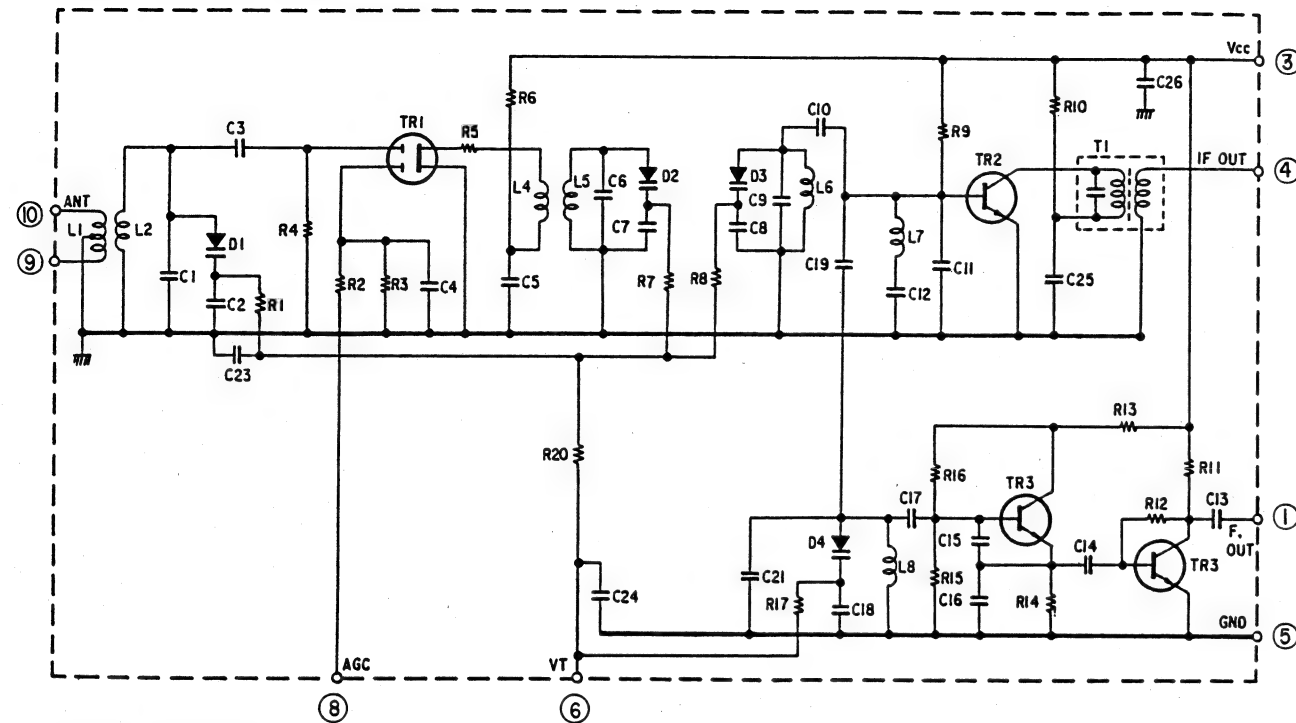 Vcc
③
C26
R6
C10
R10
C3
TR1
R5
R9
TR2
T1
IF OUT
④
ANT
⑩
L1
L2
L4
L5
C6
D2
D3
C9
L6
D1
R4
C7
C8
L7
⑨
C1
C2
R1
R2
R3
C4
C5
R7
R8
C19
C12
C11
C25
C23
R13
R20
R16
TR3
R11
C17
R12
C13
①
F.
OUT
D4
C15
C14
TR3
C21
L8
R15
C24
R17
C18
C16
R14
GND
⑤
AGC
VT
⑧
⑥